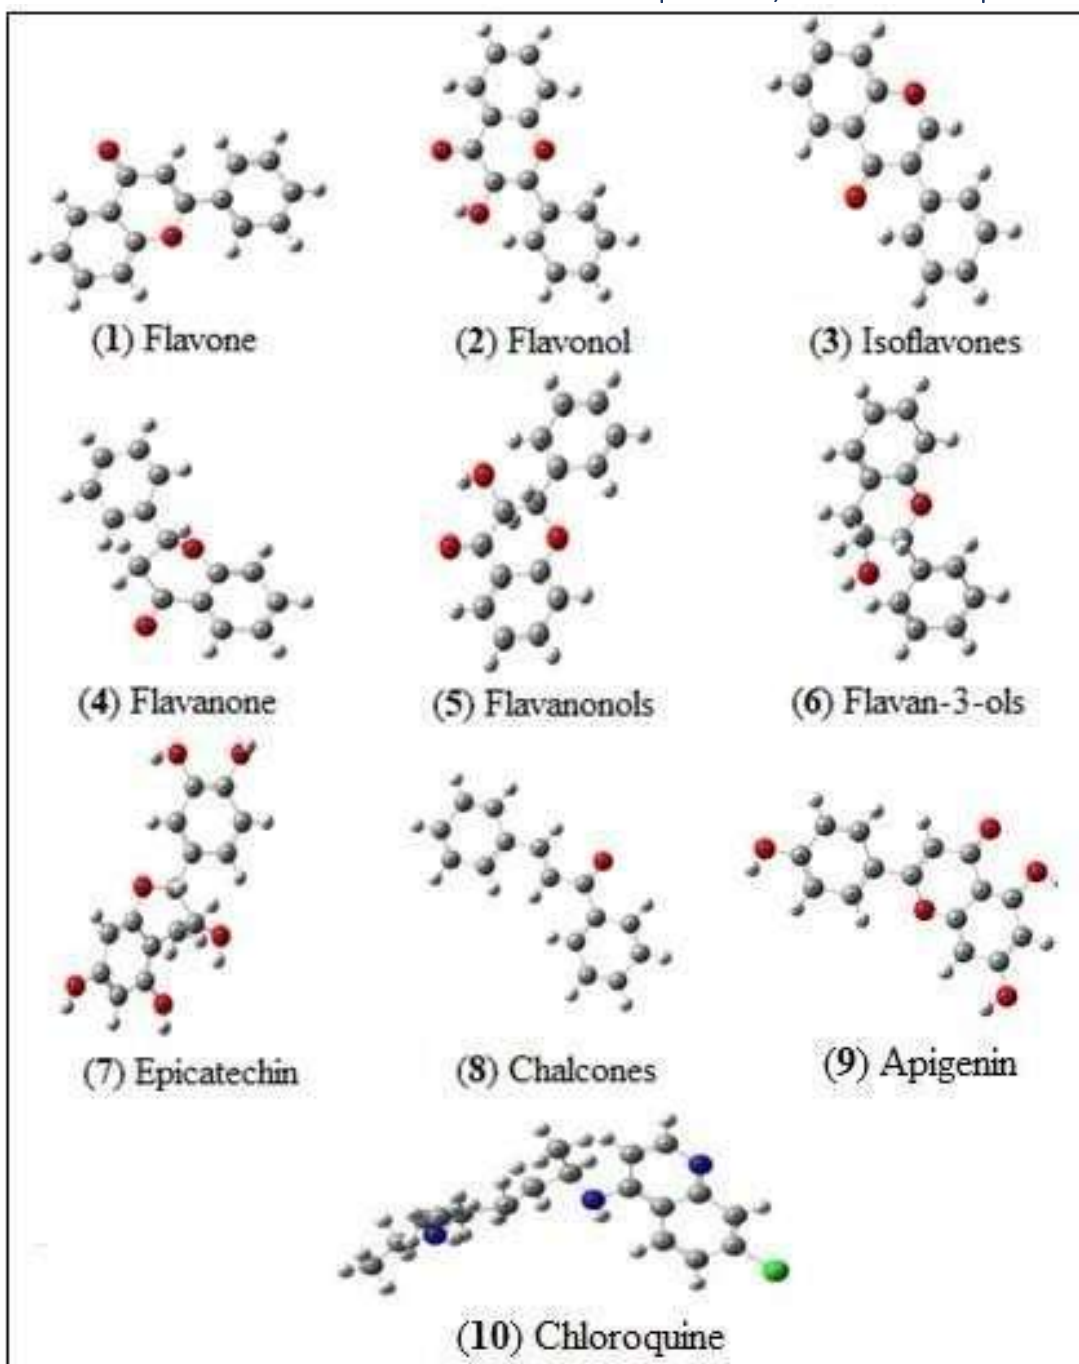 (1) Flavone
(2) Flavonol
(3) Isoflavones
(4) Flavanone
(5) Flavanonols
(6) Flavan-3-ols
(7) Epicatechin
(8) Chalcones
(9) Apigenin
(10) Chloroquine